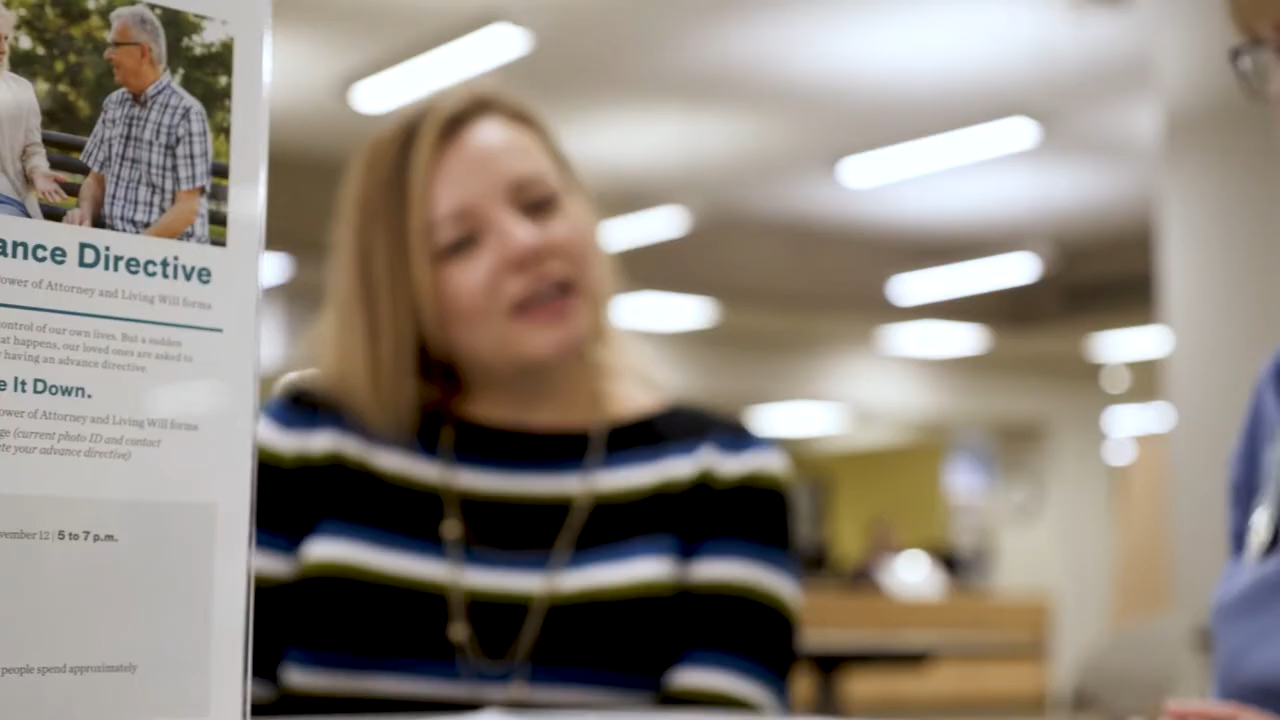 ance Directive
ower of Attorney and Living Will forms
ontrol of our own lives. But a sudden
at happens, our loved ones are asked to
having an advance directive.
e It Down.
ower of Attorney and Living Will forms
ge (current photo ID and contact
te your advance directive)
vember 12 | 5 to 7 p.m.
people spend approximately